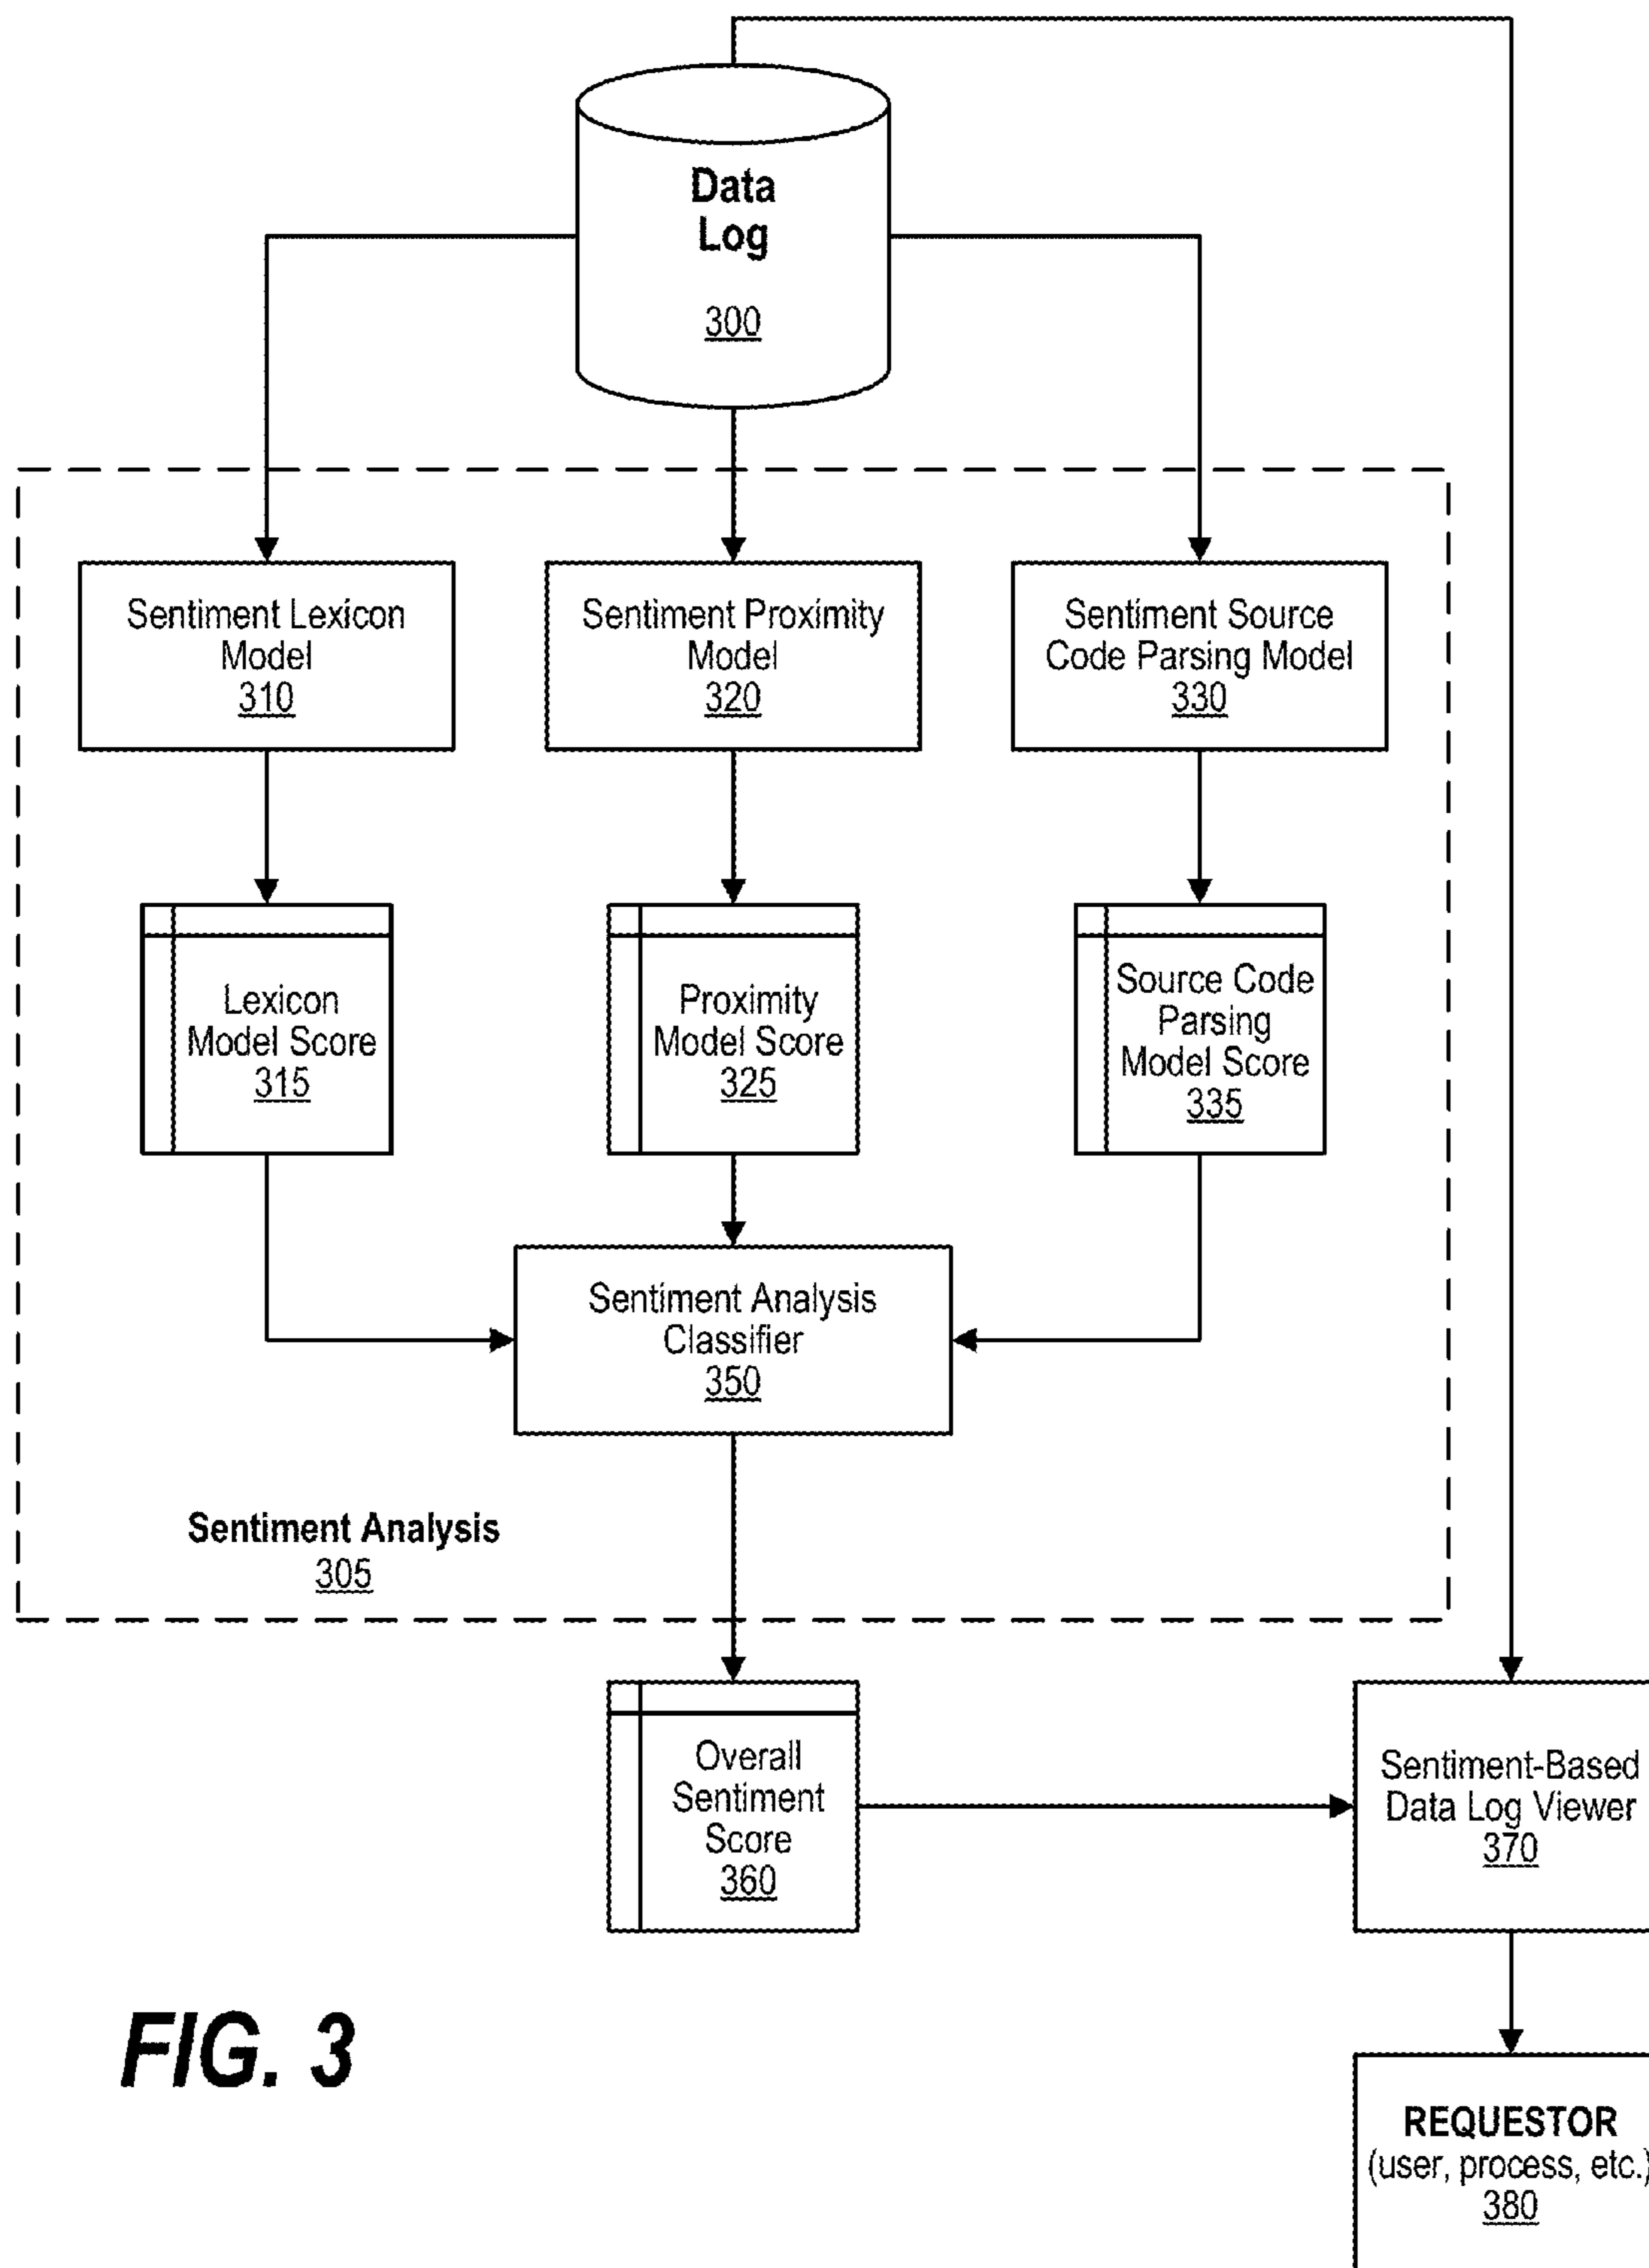 Data
Log
300
Sentiment Lexicon
Model
310
Sentiment Proximity
Model
320
Sentiment Source
Code Parsing Model
330
Lexicon
Model Score
315
Proximity
Model Score
325
Source Code
Parsing
Model Score
335
Sentiment Analysis
Classifier
350
Sentiment Analysis
305
Overall
Sentiment
Score
360
Sentiment-Based
Data Log Viewer
370
FIG. 3
REQUESTOR
(user, process, etc.)
380